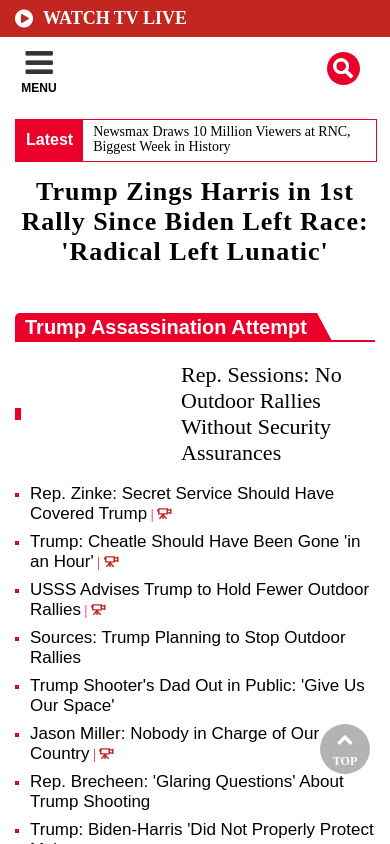 WATCH TV LIVE
MENU
Latest
Newsmax Draws 10 Million Viewers at RNC,
Biggest Week in History
Trump Zings Harris in 1st
Rally Since Biden Left Race:
'Radical Left Lunatic'
Trump Assassination Attempt
Rep. Sessions: No
Outdoor Rallies
Without Security
Assurances
Rep. Zinke: Secret Service Should Have
Covered Trump |
Trump: Cheatle Should Have Been Gone 'in
an Hour' |
USSS Advises Trump to Hold Fewer Outdoor
Rallies |
Sources: Trump Planning to Stop Outdoor
Rallies
Trump Shooter's Dad Out in Public: 'Give Us
Our Space'
Jason Miller: Nobody in Charge of Our
Country |
TOP
Rep. Brecheen: 'Glaring Questions' About
Trump Shooting
Trump: Biden-Harris 'Did Not Properly Protect